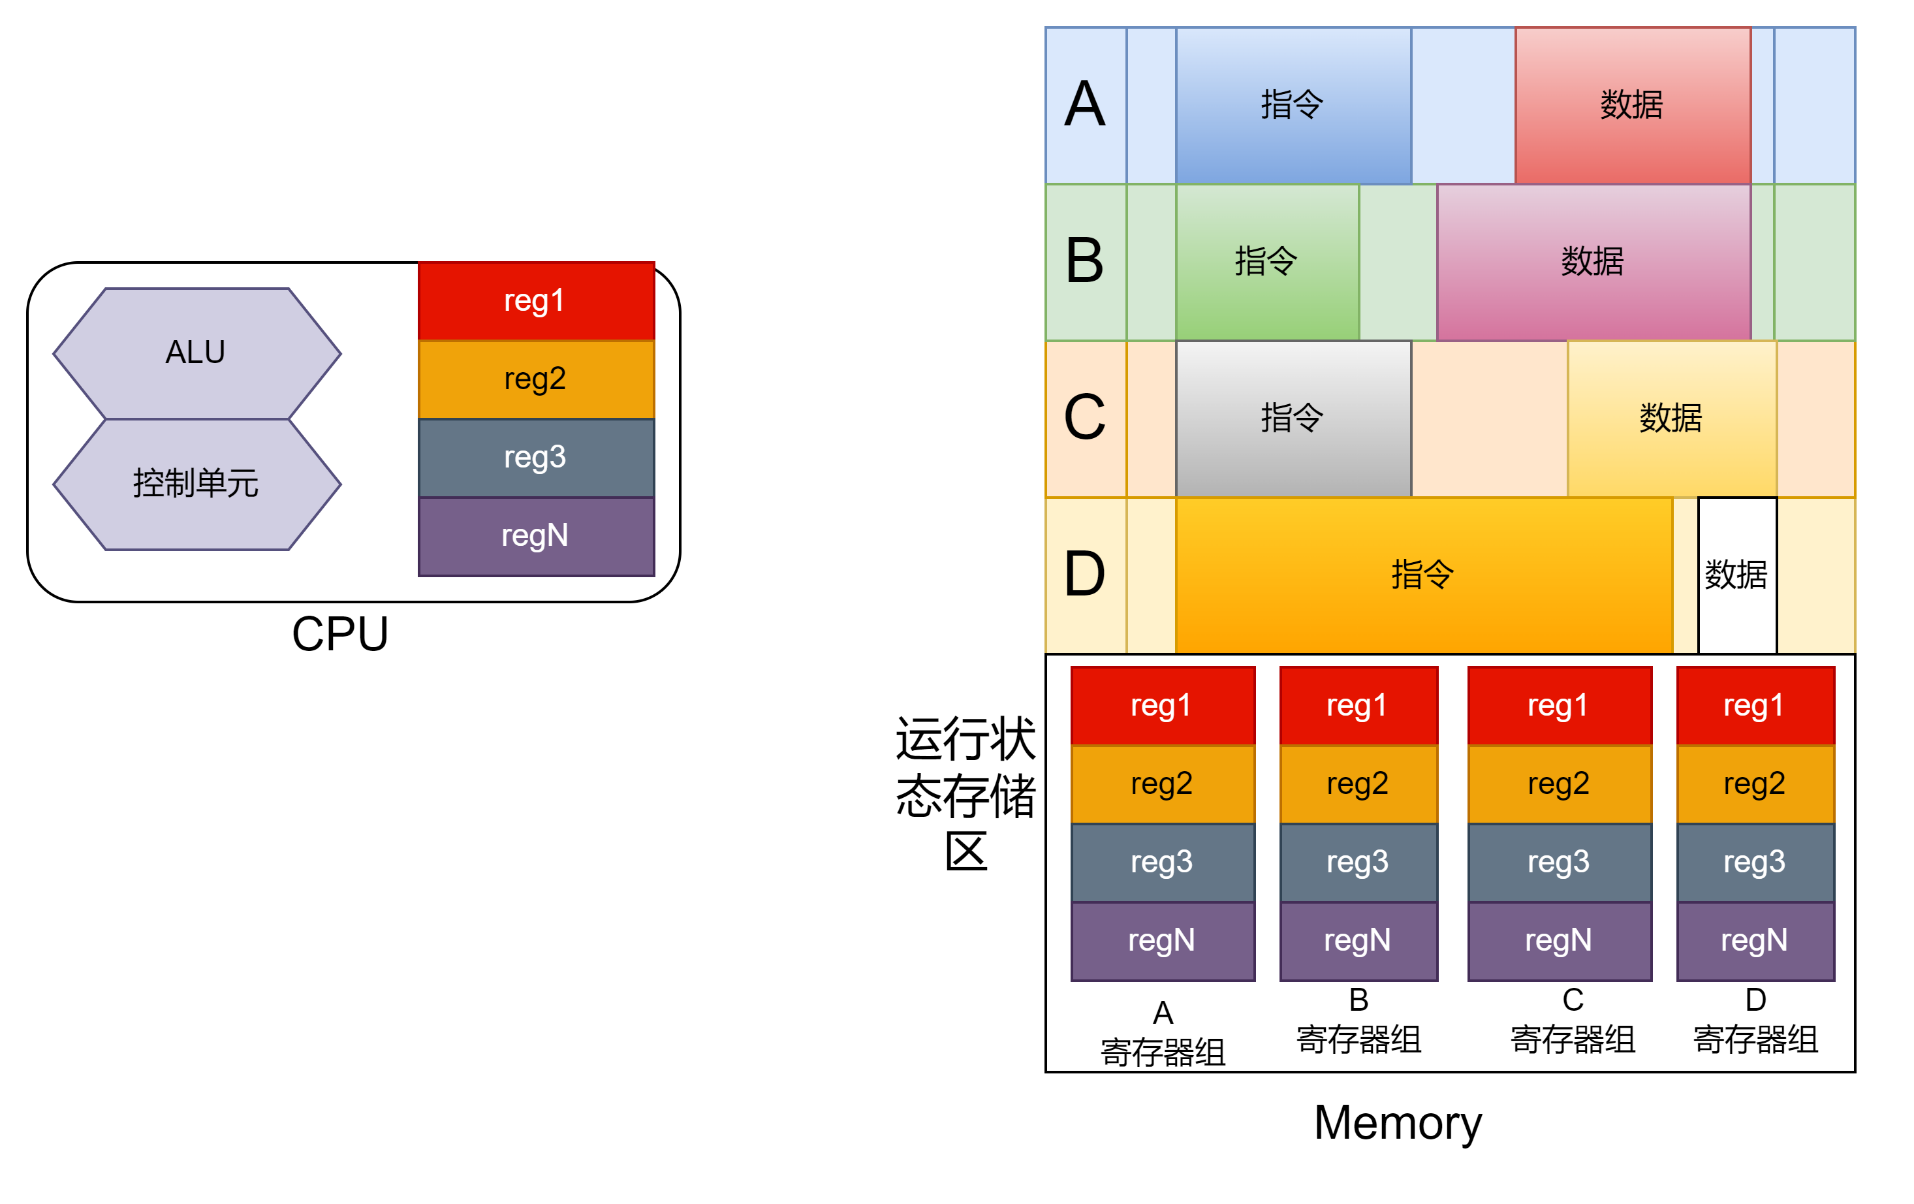 ALU
控制单元
reg1
reg2
reg3
regN
CPU
A
指令
数据
B
指令
数据
C
指令
数据
D
指令
数据
运行状
态存储
区
reg1
reg2
reg3
regN
A
寄存器组
reg1
reg2
reg3
regN
B
寄存器组
reg1
reg2
reg3
regN
C
寄存器组
reg1
reg2
reg3
regN
D
寄存器组
Memory